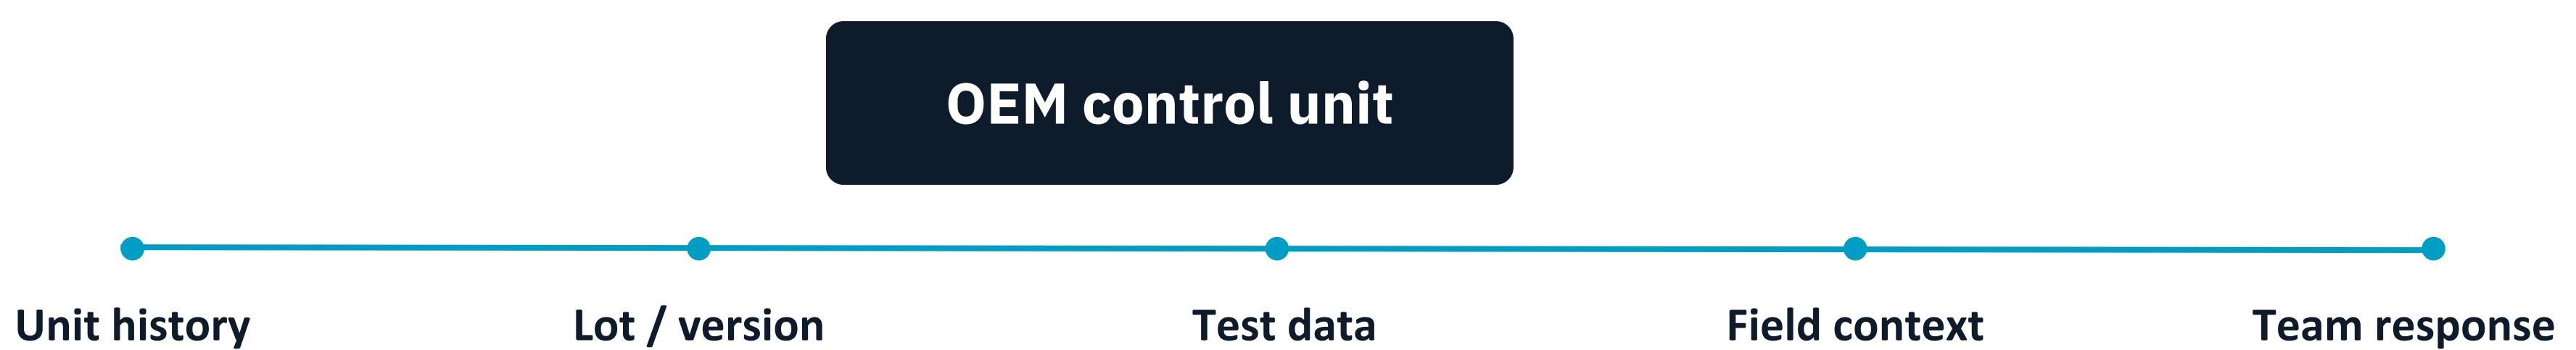 OEM control unit
Unit history
Lot / version
Test data
Field context
Team response